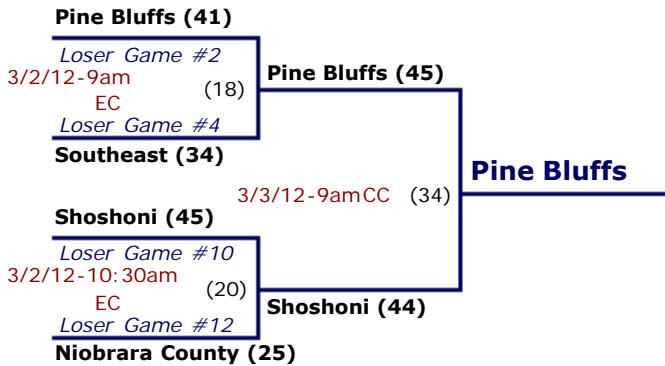 Pine Bluffs (41)
Loser Game #2
3/2/12-9am
EC
(18)
Loser Game #4
Southeast (34)
Pine Bluffs (45)
3/3/12-9amCC (34)
Pine Bluffs
Shoshoni (45)
Loser Game #10
3/2/12-10:30am
EC
(20)
Loser Game #12
Niobrara County (25)
Shoshoni (44)